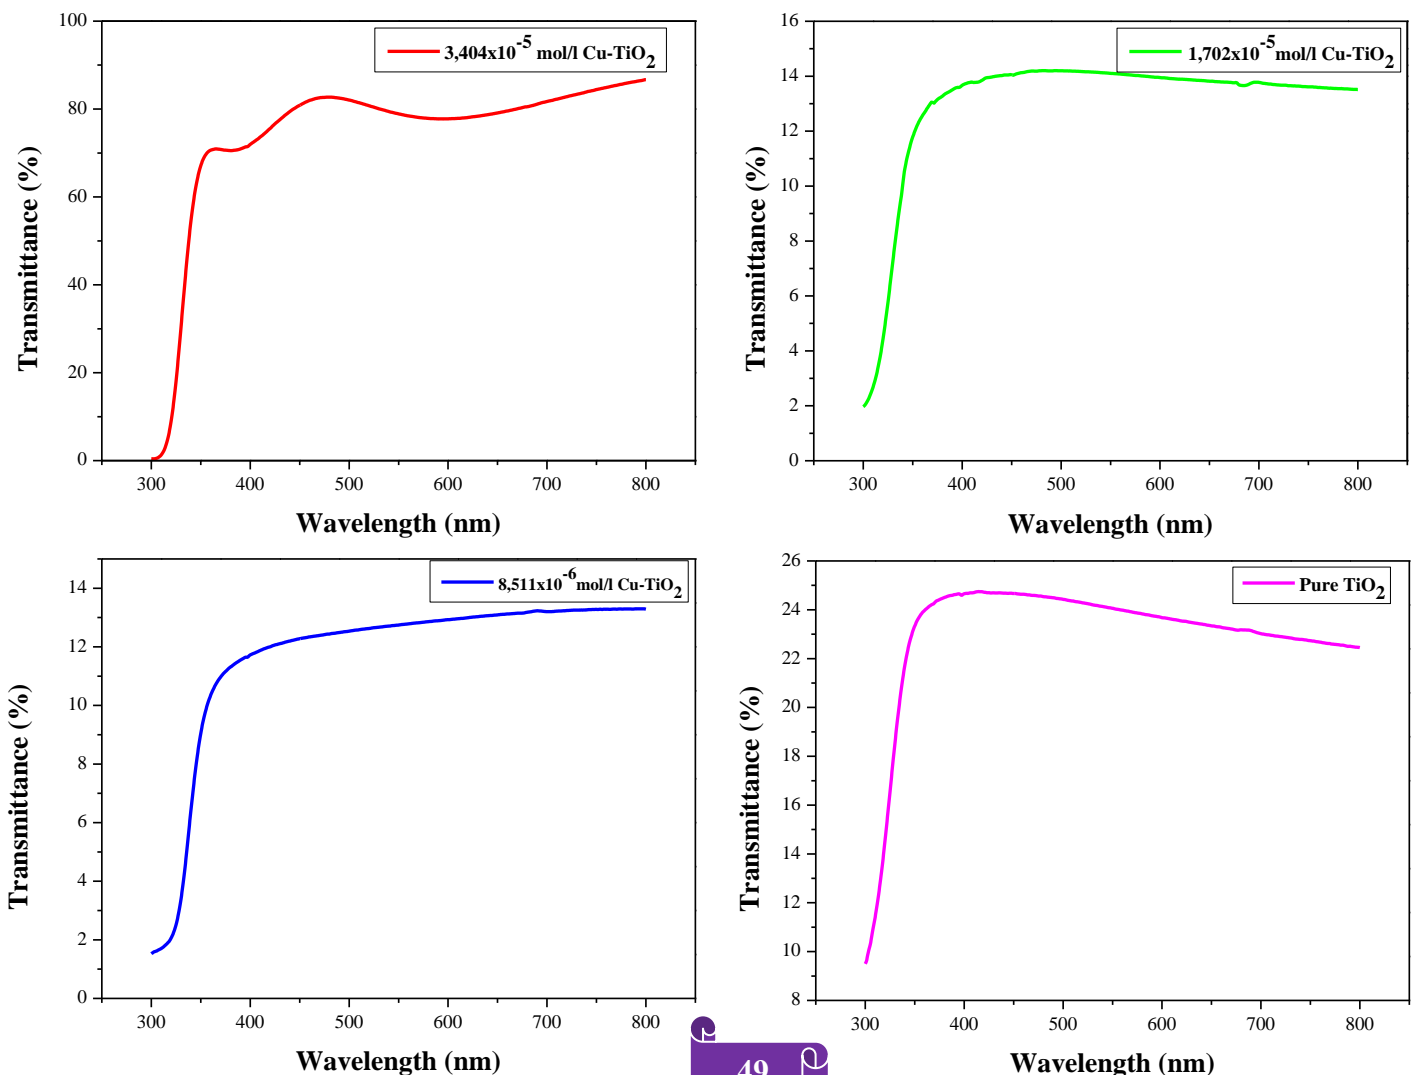 3,404x10-5 mol/l Cu-TiO2
Transmittance (%)
100
80
60
40
20
0
300 400 500 600 700 800
Wavelength (nm)
1,702x10-5mol/l Cu-TiO2
Transmittance (%)
16
14
12
10
8
6
4
2
0
300 400 500 600 700 800
Wavelength (nm)
8,511x10-6mol/l Cu-TiO2
Transmittance (%)
14
12
10
8
6
4
2
0
300 400 500 600 700 800
Wavelength (nm)
Pure TiO2
Transmittance (%)
26
24
22
20
18
16
14
12
10
8
300 400 500 600 700 800
Wavelength (nm)
49